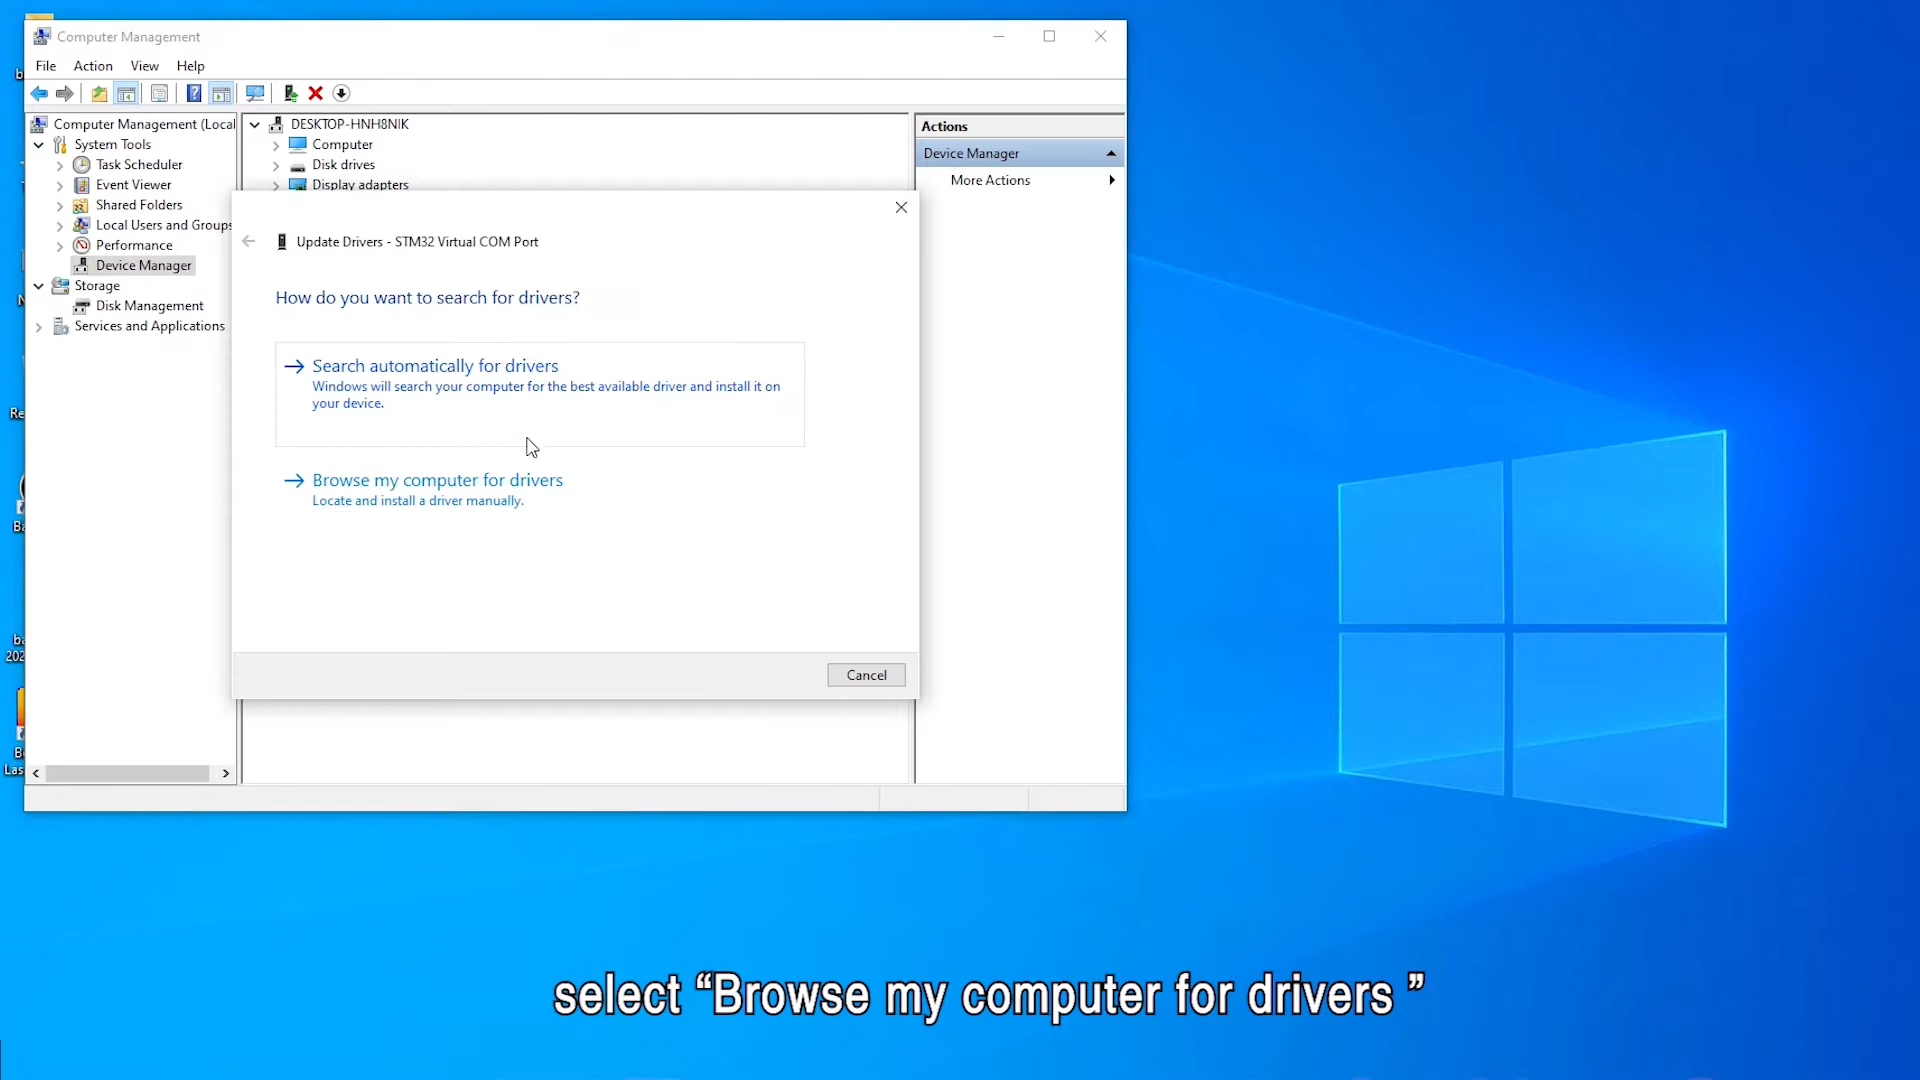 Computer Management
File Action View Help
Computer Management (Local
System Tools
Task Scheduler
Event Viewer
Shared Folders
Local Users and Groups
Performance
Device Manager
Storage
Disk Management
Services and Applications
DESKTOP-HNH8NIK
Computer
Disk drives
Display adapters
Actions
Device Manager
More Actions
Update Drivers - STM32 Virtual COM Port
How do you want to search for drivers?
Search automatically for drivers
Windows will search your computer for the best available driver and install it on
your device.
Browse my computer for drivers
Locate and install a driver manually.
Cancel
select “Browse my computer for drivers ”